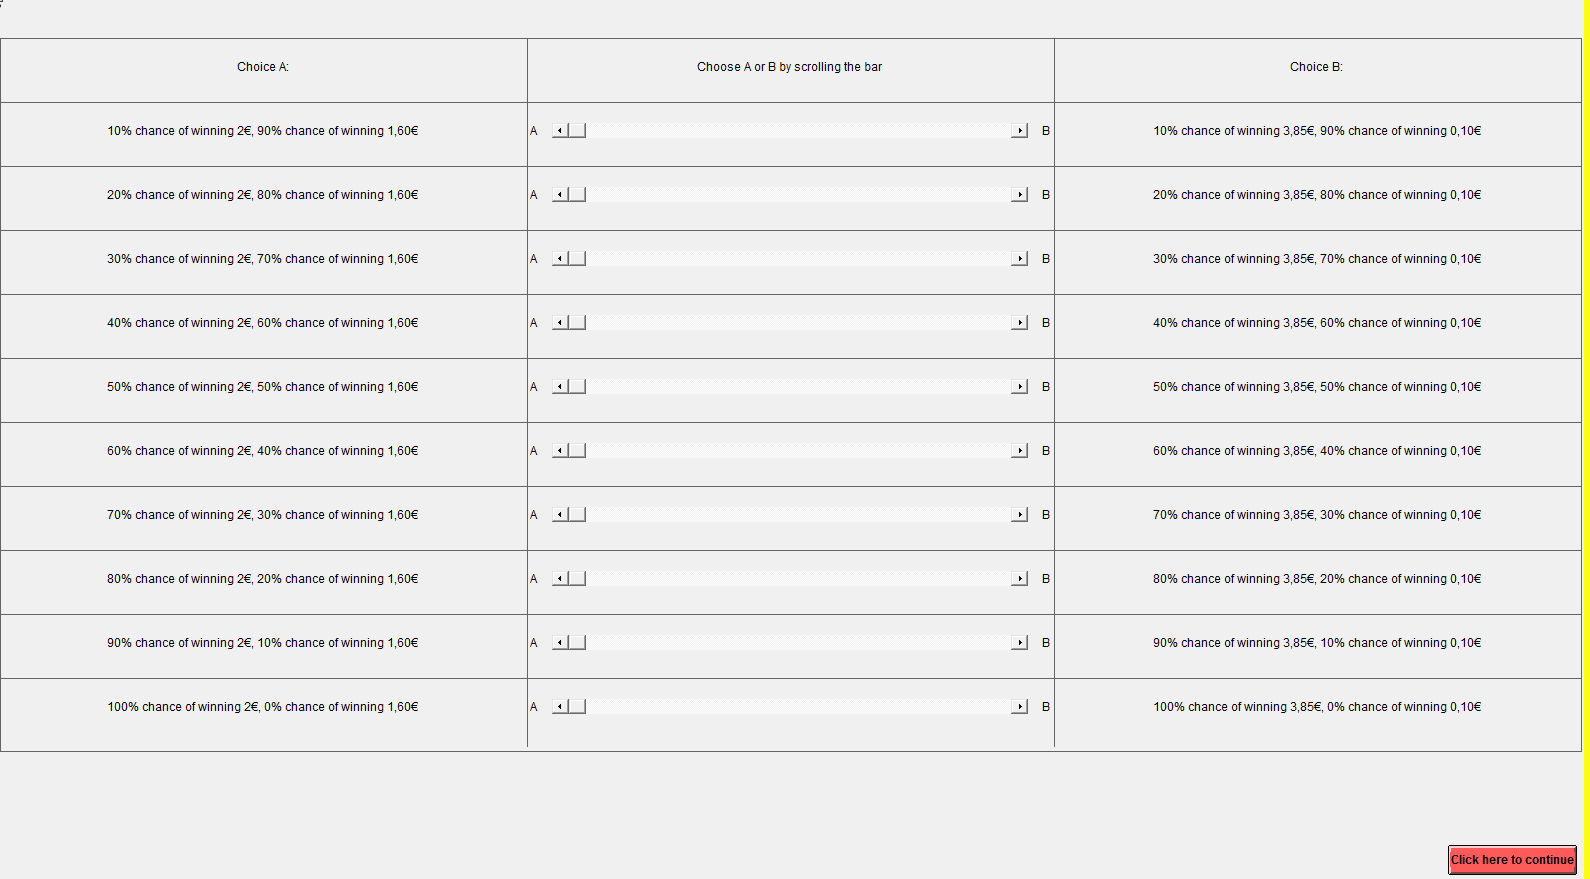 Choice A: Choose A or B by scrolling the bar Choice B:
10% chance of winning 2€, 90% chance of winning 1,60€ A B 10% chance of winning 3,85€, 90% chance of winning 0,10€
20% chance of winning 2€, 80% chance of winning 1,60€ A B 20% chance of winning 3,85€, 80% chance of winning 0,10€
30% chance of winning 2€, 70% chance of winning 1,60€ A B 30% chance of winning 3,85€, 70% chance of winning 0,10€
40% chance of winning 2€, 60% chance of winning 1,60€ A B 40% chance of winning 3,85€, 60% chance of winning 0,10€
50% chance of winning 2€, 50% chance of winning 1,60€ A B 50% chance of winning 3,85€, 50% chance of winning 0,10€
60% chance of winning 2€, 40% chance of winning 1,60€ A B 60% chance of winning 3,85€, 40% chance of winning 0,10€
70% chance of winning 2€, 30% chance of winning 1,60€ A B 70% chance of winning 3,85€, 30% chance of winning 0,10€
80% chance of winning 2€, 20% chance of winning 1,60€ A B 80% chance of winning 3,85€, 20% chance of winning 0,10€
90% chance of winning 2€, 10% chance of winning 1,60€ A B 90% chance of winning 3,85€, 10% chance of winning 0,10€
100% chance of winning 2€, 0% chance of winning 1,60€ A B 100% chance of winning 3,85€, 0% chance of winning 0,10€
Click here to continue